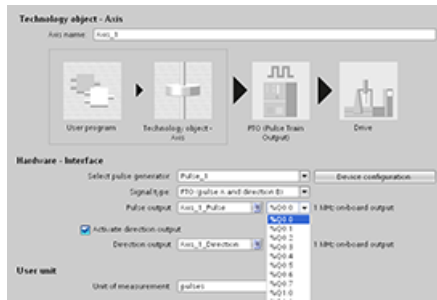 Technology object - Axis
Axis name: Axis_1
User program
Technology object - Axis
PTO (Pulse Train Output)
Drive
Hardware - Interface
Select pulse generator: Pulse_1 Device configuration
Signal type: PTO (pulse A and direction B)
Pulse output: Axis_1_Pulse %Q0.0 1 MHz on-board output
%Q0.0
%Q0.1
Activate direction output
%Q0.2
%Q0.3
Direction output: Axis_1_Direction %Q0.4 1 MHz on-board output
%Q0.5
%Q0.6
User unit
%Q0.7
Unit of measurement: pulses %Q1.0